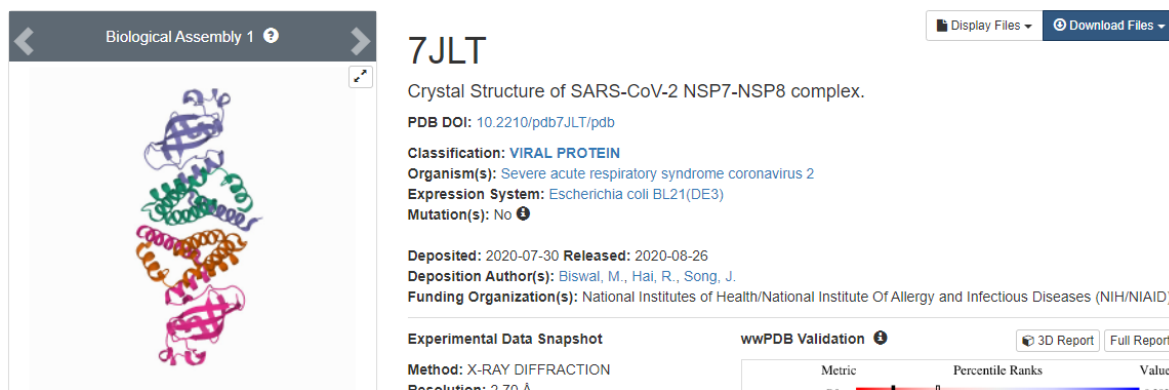 Biological Assembly 1
Display Files
Download Files
7JLT
Crystal Structure of SARS-CoV-2 NSP7-NSP8 complex.
PDB DOI: 10.2210/pdb7JLT/pdb
Classification: VIRAL PROTEIN
Organism(s): Severe acute respiratory syndrome coronavirus 2
Expression System: Escherichia coli BL21(DE3)
Mutation(s): No
Deposited: 2020-07-30 Released: 2020-08-26
Deposition Author(s): Biswal, M., Hai, R., Song, J.
Funding Organization(s): National Institutes of Health/National Institute Of Allergy and Infectious Diseases (NIH/NIAID)
Experimental Data Snapshot
wwPDB Validation
3D Report
Full Report
Method: X-RAY DIFFRACTION
Metric
Percentile Ranks
Value
Resolution: 2.70 Å